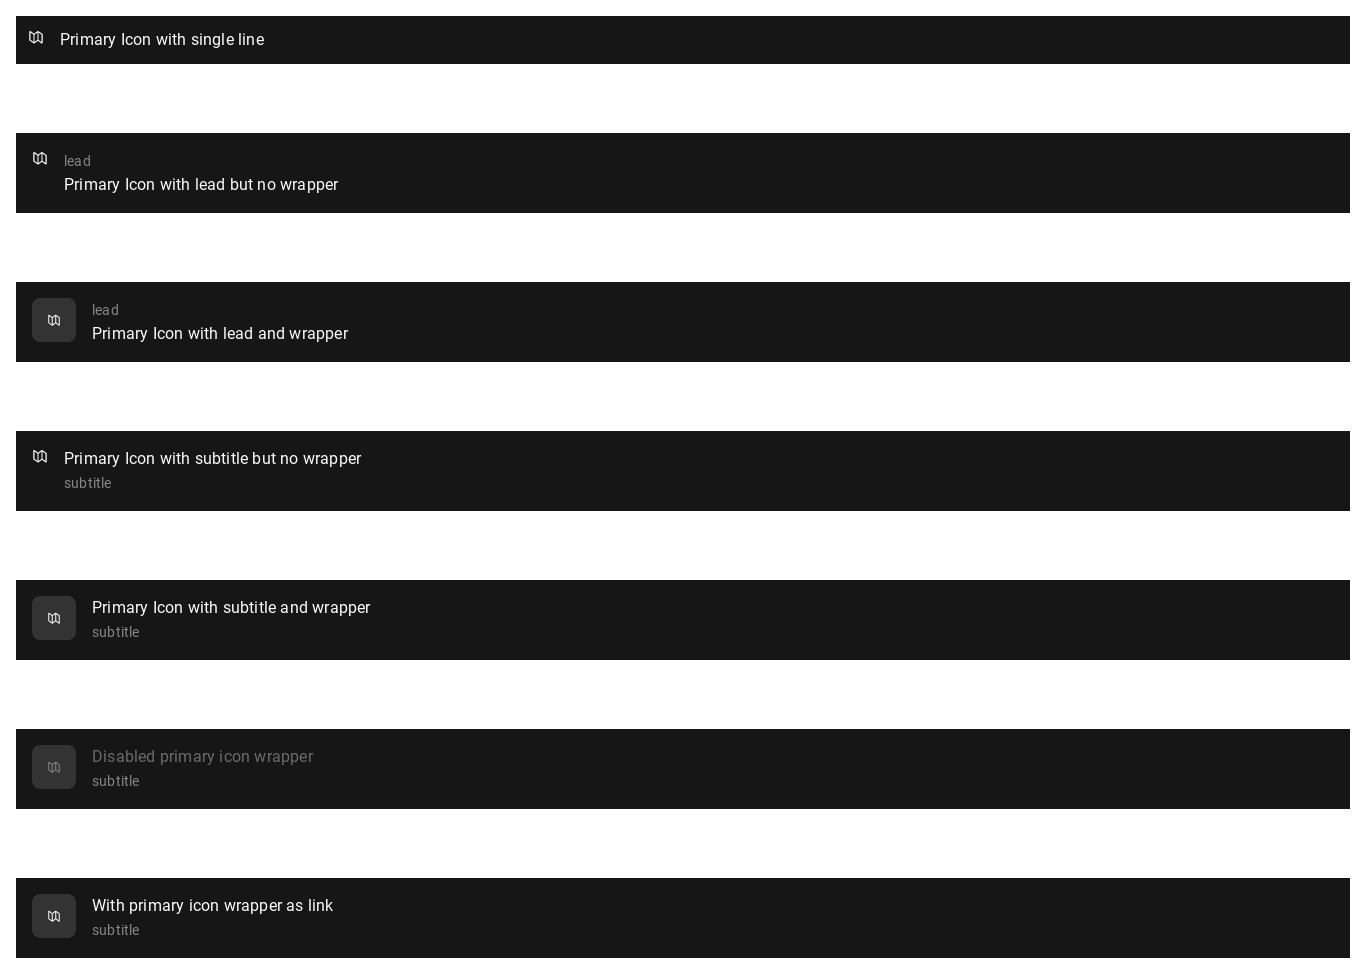 Primary Icon with single line
lead
Primary Icon with lead but no wrapper
lead
Primary Icon with lead and wrapper
Primary Icon with subtitle but no wrapper
subtitle
Primary Icon with subtitle and wrapper
subtitle
Disabled primary icon wrapper
subtitle
With primary icon wrapper as link
subtitle